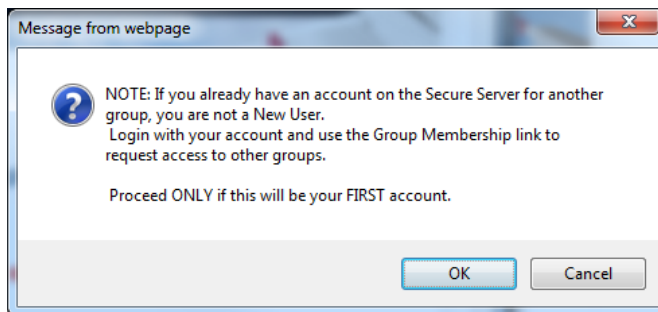 Message from webpage
NOTE: If you already have an account on the Secure Server for another
group, you are not a New User.
Login with your account and use the Group Membership link to
request access to other groups.
Proceed ONLY if this will be your FIRST account.
OK
Cancel